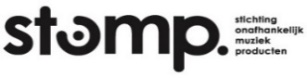 stomp.
stichting
onafhankelijk
muziek
producten